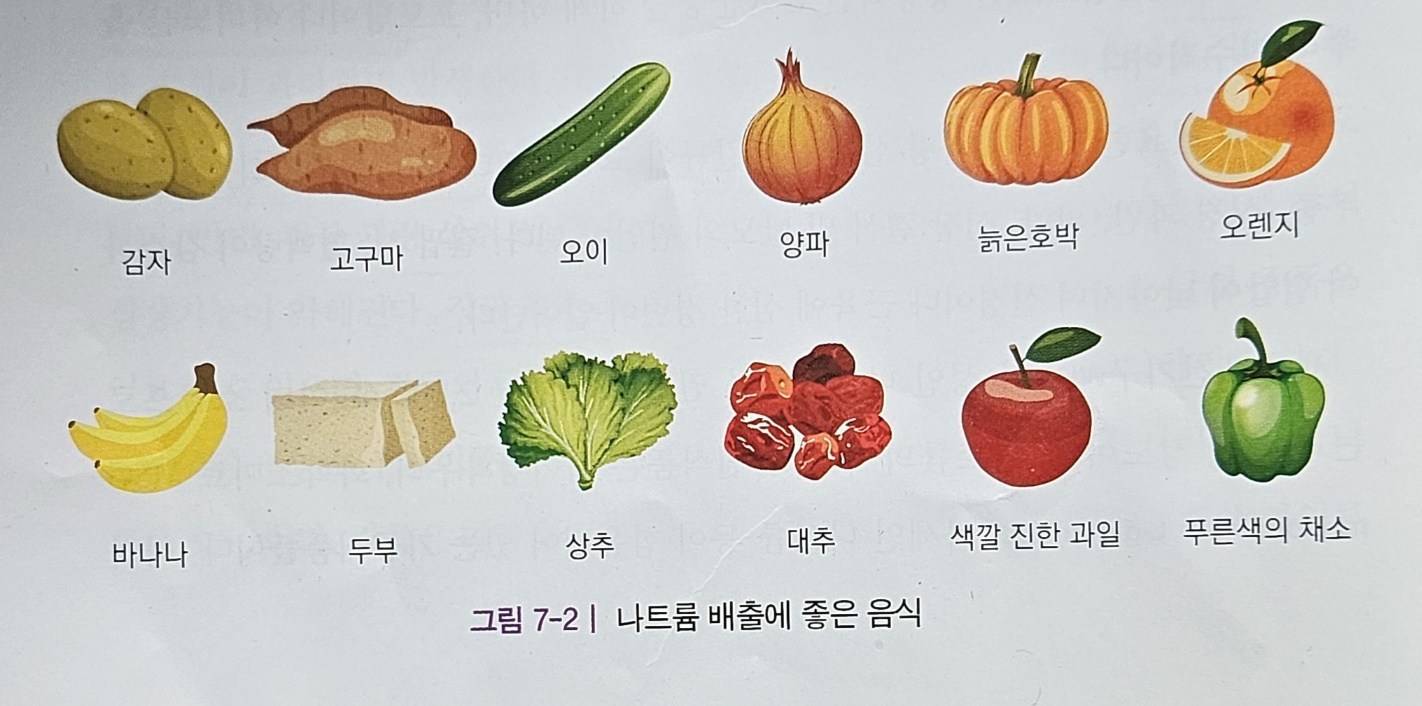 감자 고구마 오이 양파 늙은호박 오렌지
바나나 두부 상추 대추 색깔 진한 과일 푸른색의 채소
그림 7-2 | 나트륨 배출에 좋은 음식